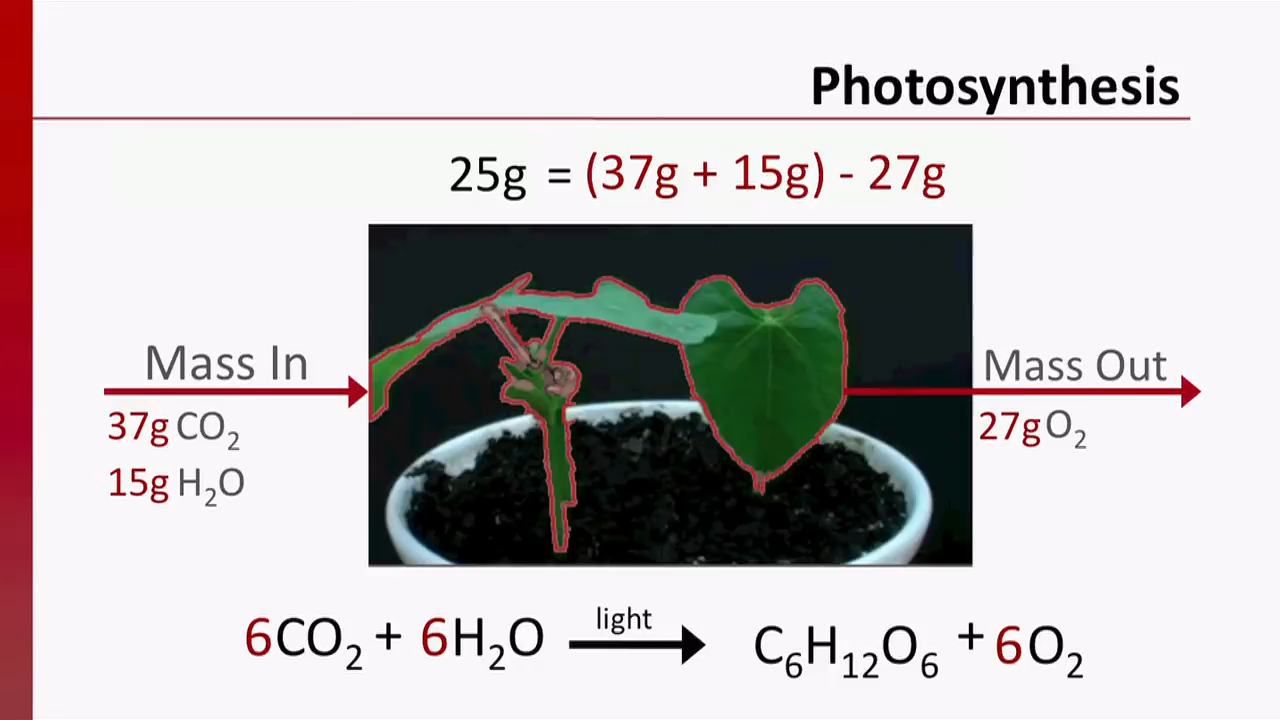 Photosynthesis
25g = (37g + 15g) - 27g
Mass In
37g CO₂
15g H₂O
Mass Out
27g O₂
light
6CO₂ + 6H₂O → C₆H₁₂O₆ + 6O₂